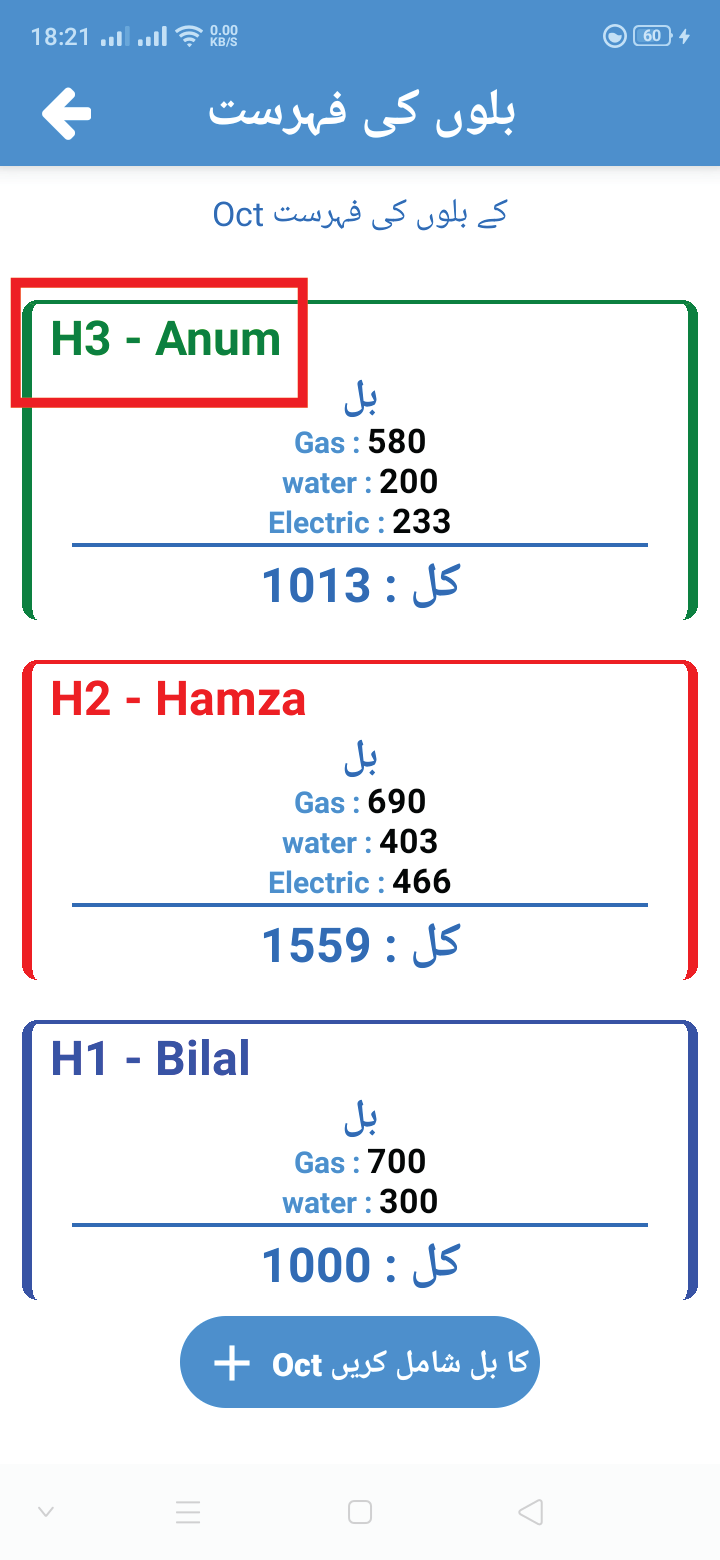 18:21 0.00 KB/S 60
بلوں کی فہرست
کے بلوں کی فہرست Oct
H3 - Anum
بل
Gas : 580
water : 200
Electric : 233
کل : 1013
H2 - Hamza
بل
Gas : 690
water : 403
Electric : 466
کل : 1559
H1 - Bilal
بل
Gas : 700
water : 300
کل : 1000
کا بل شامل کریں Oct